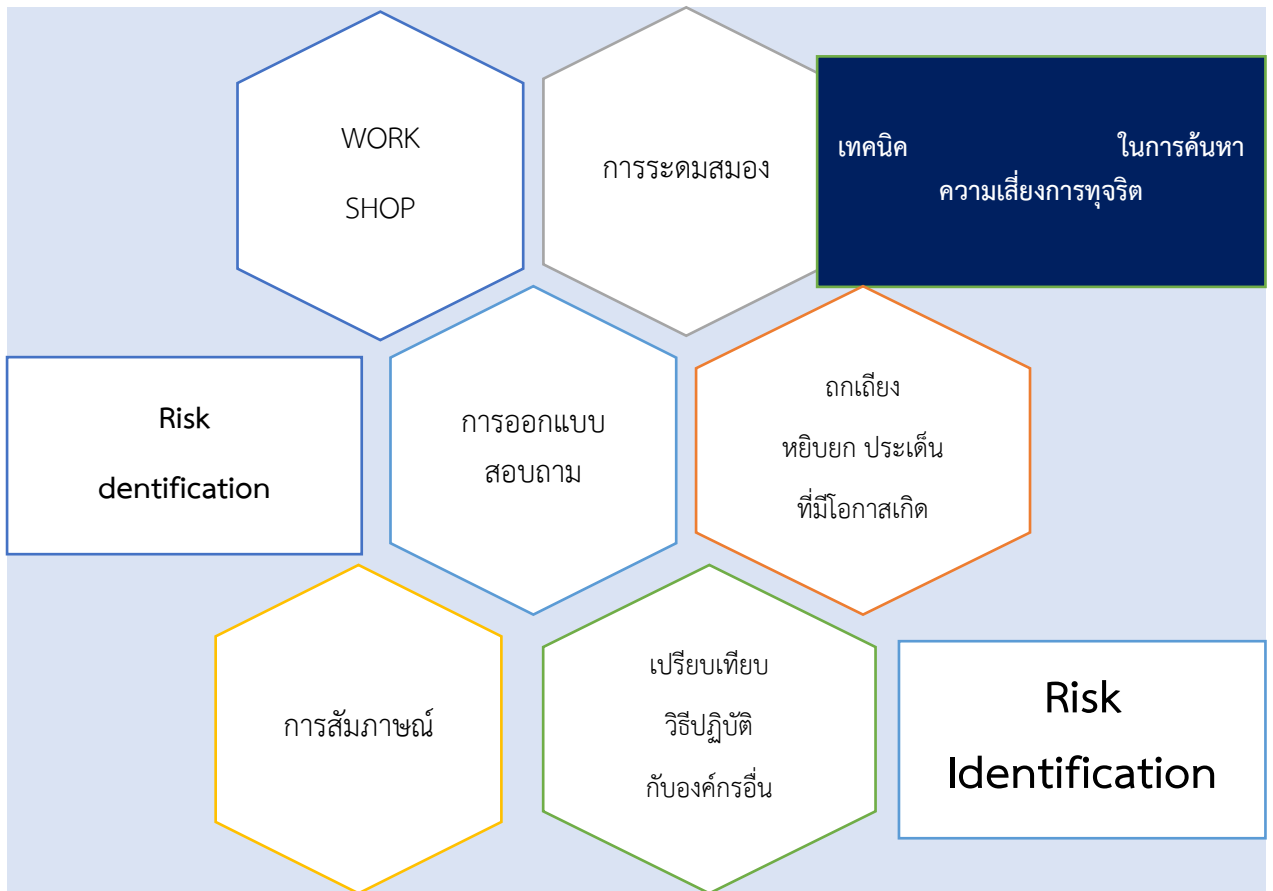 WORK
SHOP
การระดมสมอง
เทคนิค ในการค้นหา
ความเสี่ยงการทุจริต
Risk
dentification
การออกแบบ
สอบถาม
ถกเถียง
หยิบยก ประเด็น
ที่มีโอกาสเกิด
การสัมภาษณ์
เปรียบเทียบ
วิธีปฏิบัติ
กับองค์กรอื่น
Risk
Identification